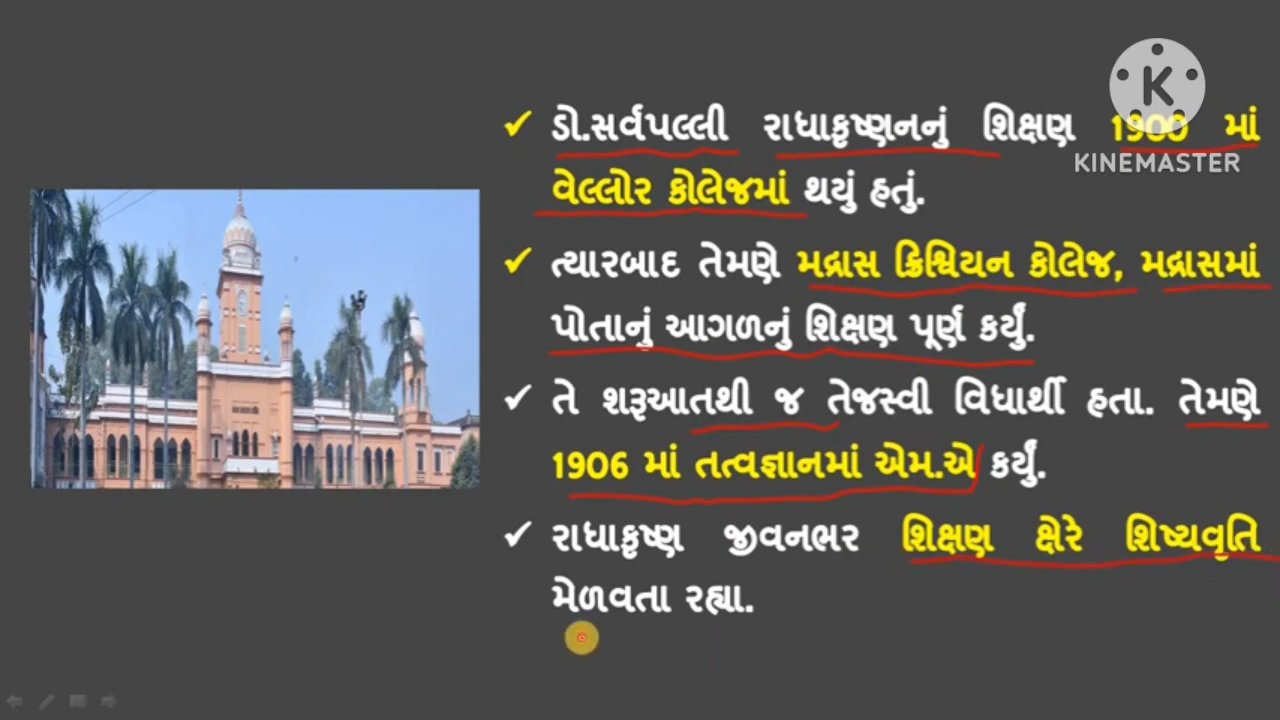 K
KINEMASTER
✓ ડો.સર્વપલ્લી રાધાકૃષ્ણનનું શિક્ષણ 1900 માં
વેલ્લોર કોલેજમાં થયું હતું.
✓ ત્યારબાદ તેમણે મદ્રાસ ક્રિશ્ચિયન કોલેજ, મદ્રાસમાં
પોતાનું આગળનું શિક્ષણ પૂર્ણ કર્યું.
✓ તે શરૂઆતથી જ તેજસ્વી વિધાર્થી હતા. તેમણે
1906 માં તત્વજ્ઞાનમાં એમ.એ કર્યું.
✓ રાધાકૃષ્ણ જીવનભર શિક્ષણ ક્ષેરે શિષ્યવૃતિ
મેળવતા રહ્યા.